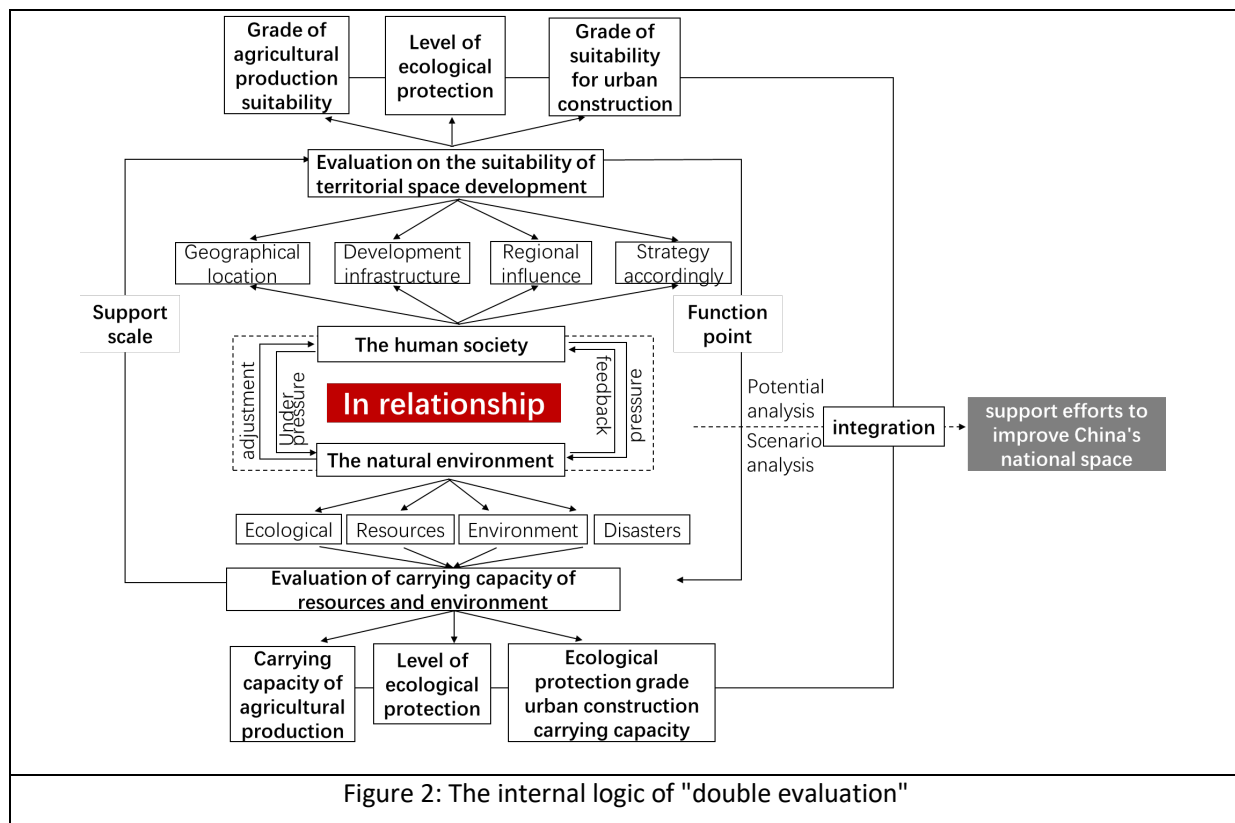 Grade of
agricultural
production
suitability
Level of
ecological
protection
Grade of
suitability
for urban
construction
Evaluation on the suitability of
territorial space development
Geographical
location
Development
infrastructure
Regional
influence
Strategy
accordingly
Support
scale
Function
point
The human society
adjustment
Under
pressure
In relationship
feedback
pressure
The natural environment
Potential
analysis
Scenario
analysis
integration
support efforts to
improve China's
national space
Ecological
Resources
Environment
Disasters
Evaluation of carrying capacity of
resources and environment
Carrying
capacity of
agricultural
production
Level of
ecological
protection
Ecological
protection grade
urban construction
carrying capacity
Figure 2: The internal logic of "double evaluation"